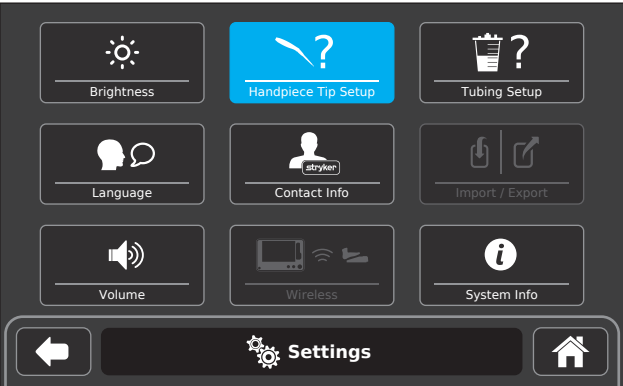 ?
Handpiece Tip Setup
?
Brightness
Tubing Setup
stryker
Language
Contact Info
Import / Export
i
Volume
Wireless
System Info
Settings